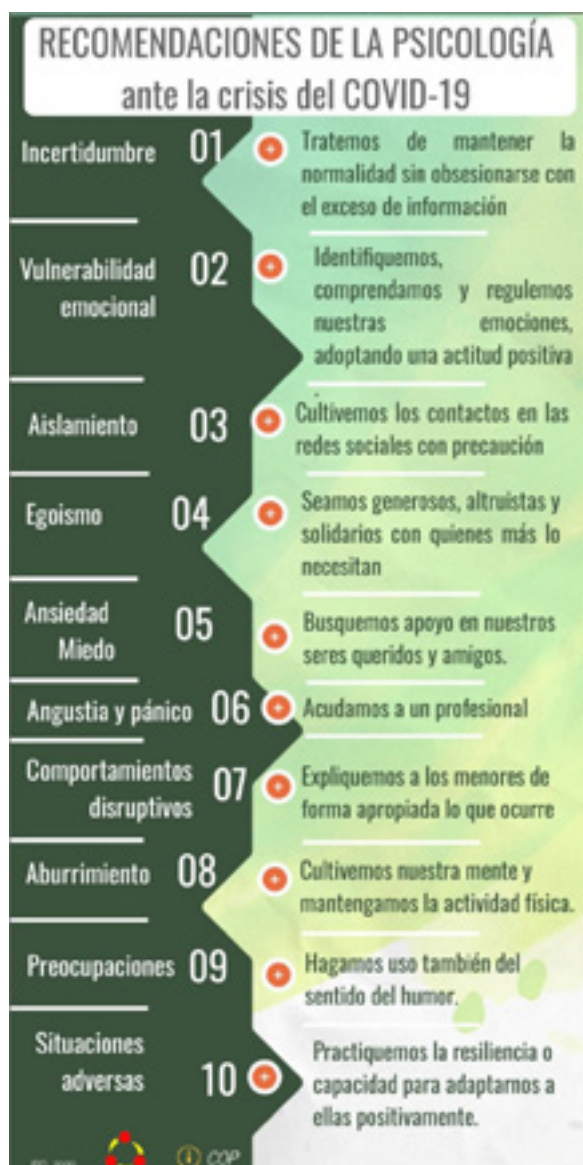 RECOMENDACIONES DE LA PSICOLOGÍA
ante la crisis del COVID-19
Incertidumbre 01
Tratemos de mantener la
normalidad sin obsesionarse con
el exceso de información
Vulnerabilidad
emocional 02
Identifiquemos,
comprendamos y regulemos
nuestras emociones,
adoptando una actitud positiva
Aislamiento 03
Cultivemos los contactos en las
redes sociales con precaución
Egoismo 04
Seamos generosos, altruistas y
solidarios con quienes más lo
necesitan
Ansiedad
Miedo 05
Busquemos apoyo en nuestros
seres queridos y amigos.
Angustia y pánico 06
Acudamos a un profesional
Comportamientos
disruptivos 07
Expliquemos a los menores de
forma apropiada lo que ocurre
Aburrimiento 08
Cultivemos nuestra mente y
mantengamos la actividad física.
Preocupaciones 09
Hagamos uso también del
sentido del humor.
Situaciones
adversas 10
Practiquemos la resiliencia o
capacidad para adaptarnos a
ellas positivamente.
COP